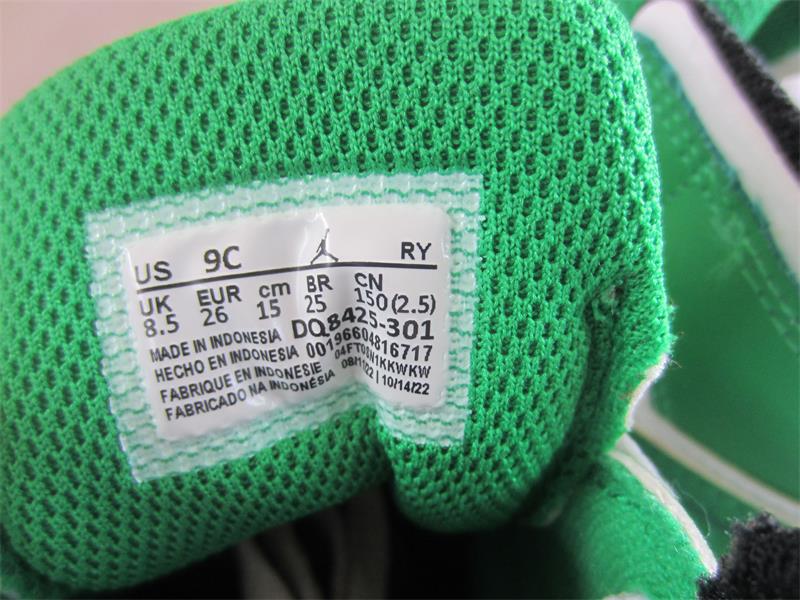 US 9C RY
UK EUR cm BR CN
8.5 26 15 25 150(2.5)
MADE IN INDONESIA DQ8425-301
HECHO EN INDONESIA 00196604816717
FABRIQUE EN INDONESIE
FABRICADO NA INDONÉSIA | 10/14/22